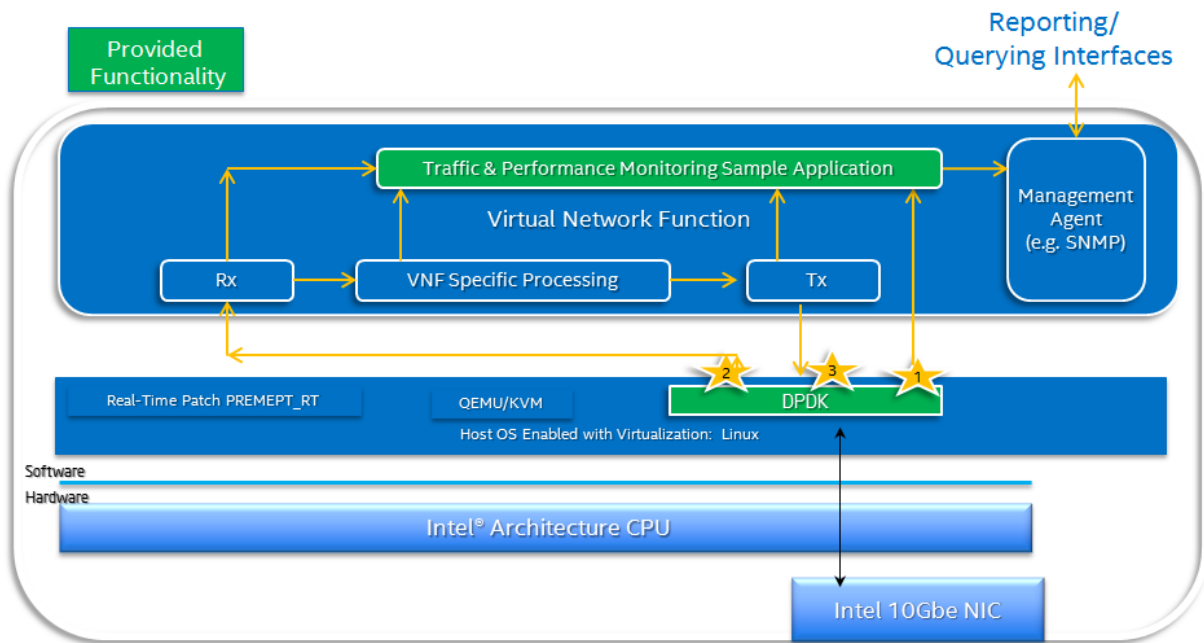 Reporting/
Querying Interfaces
Provided
Functionality
Traffic & Performance Monitoring Sample Application
Management
Agent
(e.g. SNMP)
Virtual Network Function
Rx
VNF Specific Processing
Tx
2
3
1
Real-Time Patch PREMEPT_RT
QEMU/KVM
DPDK
Host OS Enabled with Virtualization: Linux
Software
Hardware
Intel® Architecture CPU
Intel 10Gbe NIC